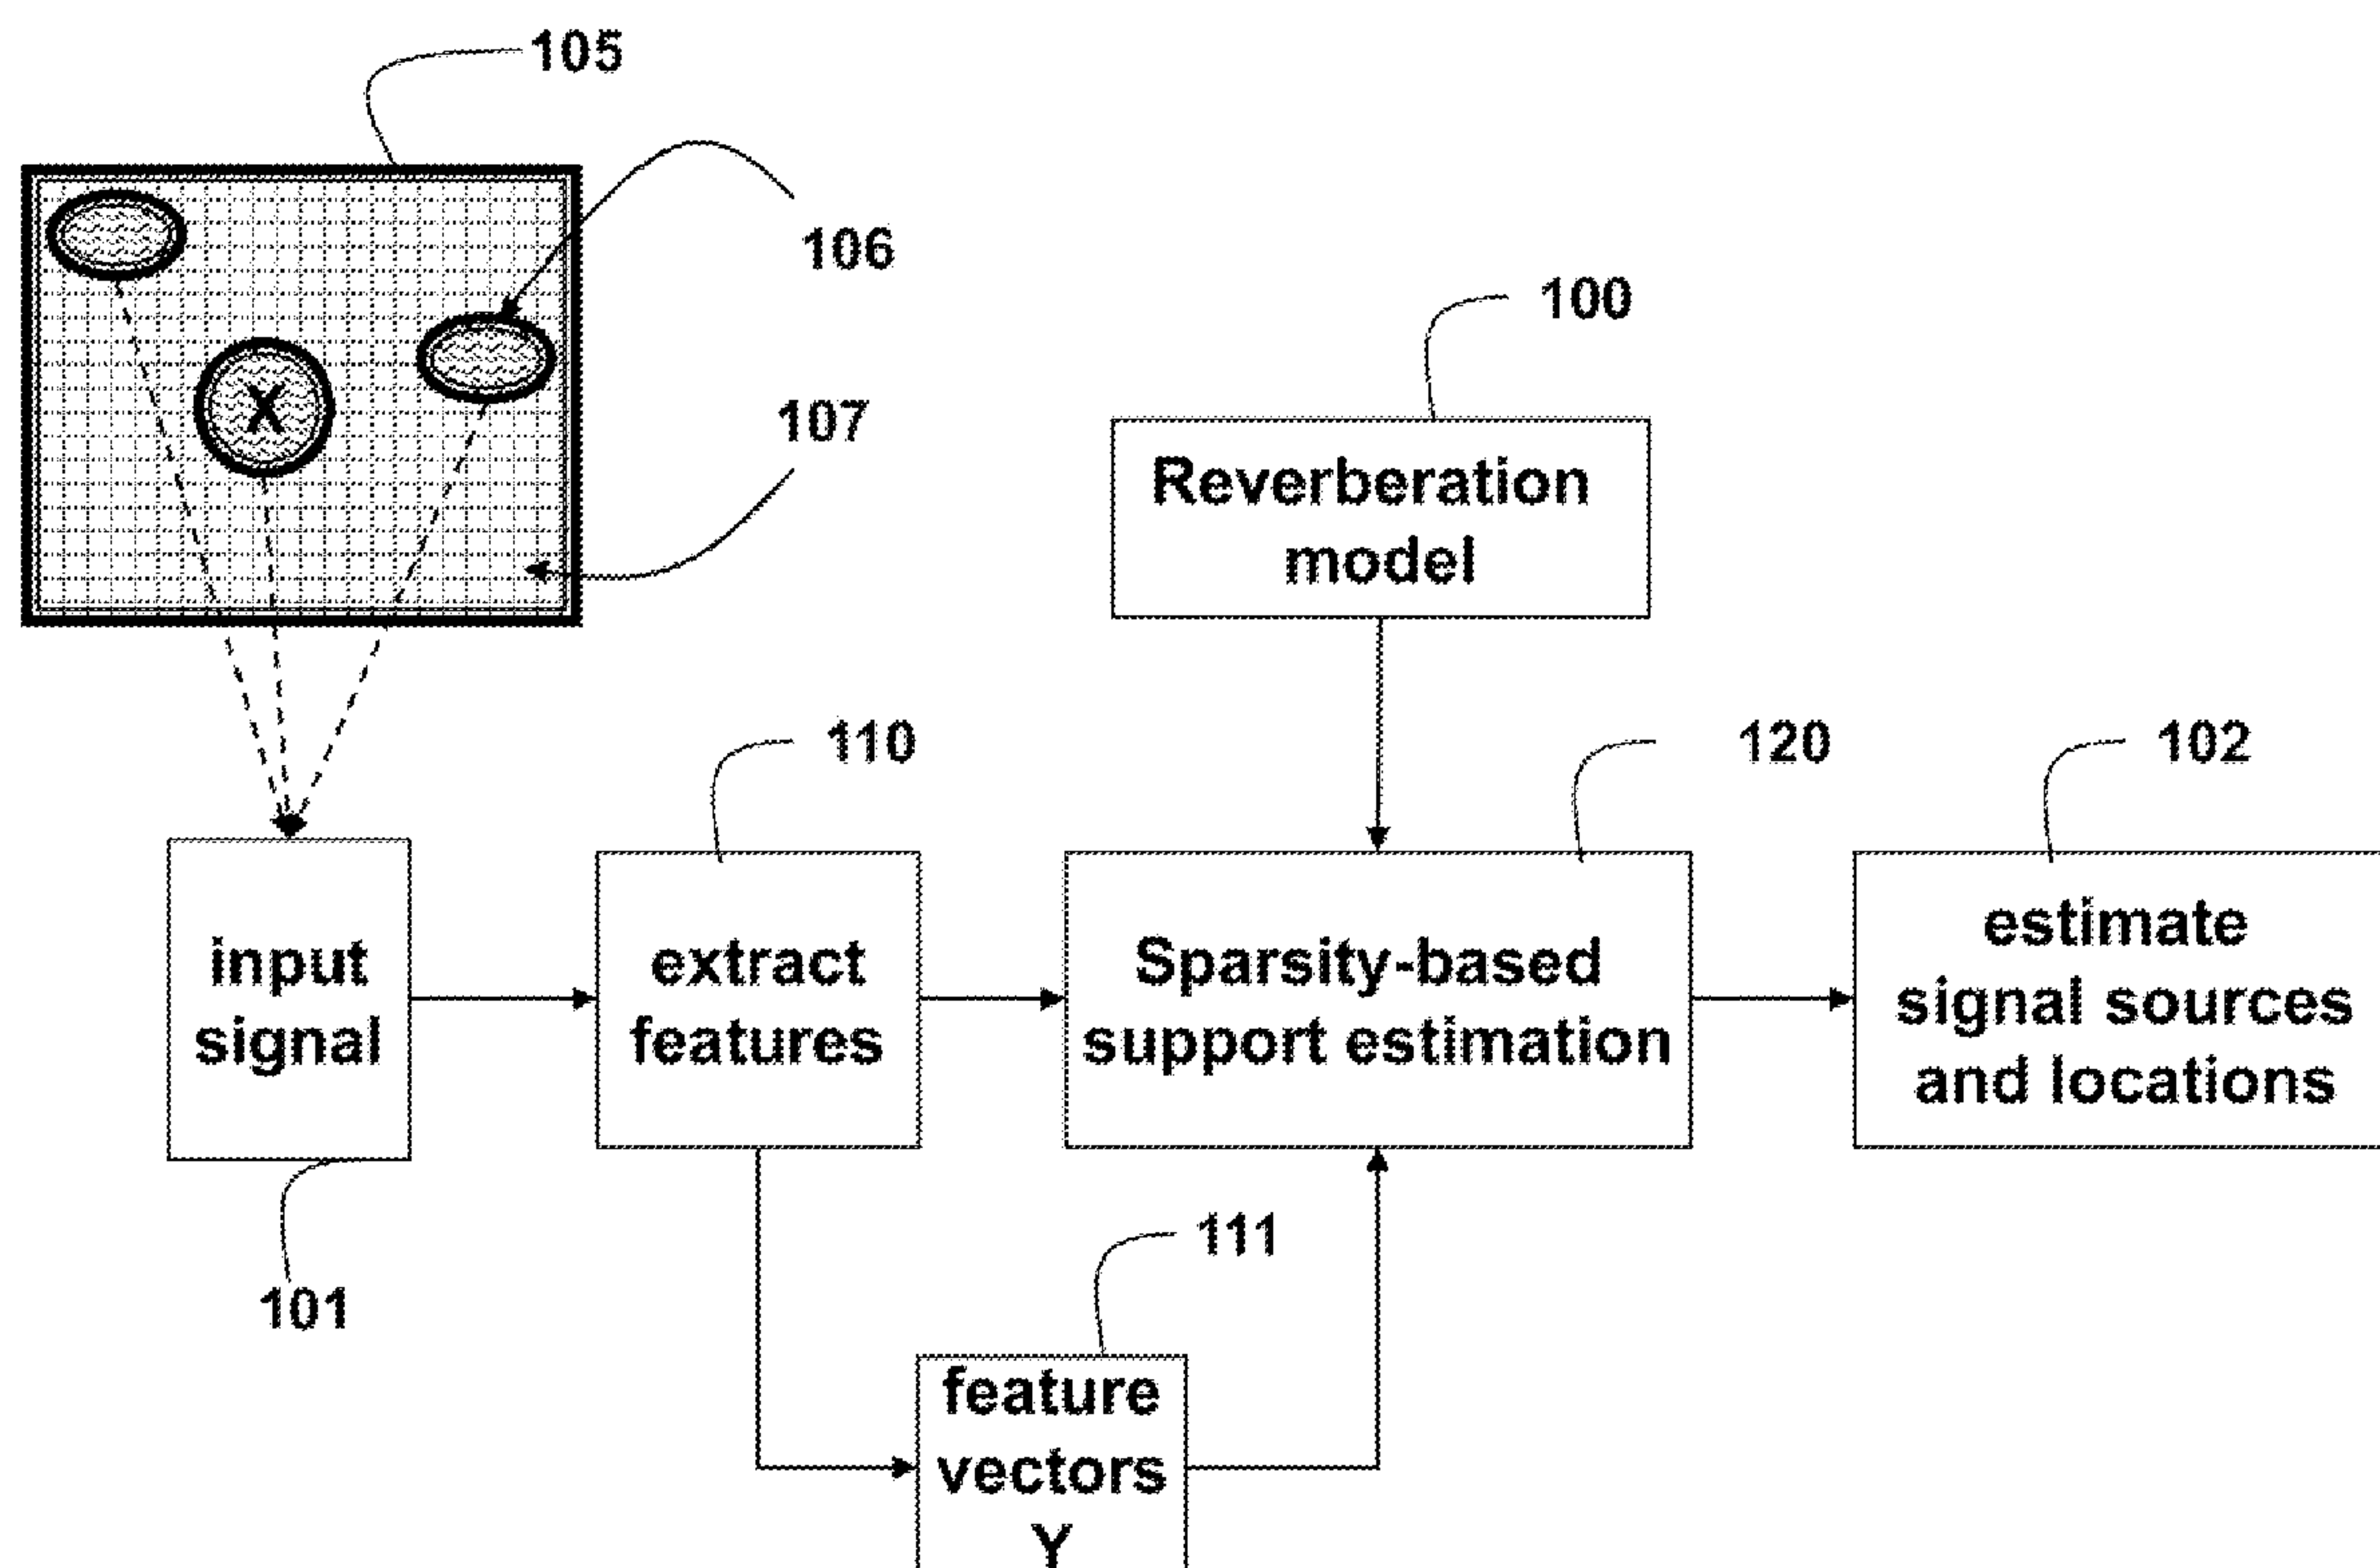 105
106
100
X
107
Reverberation
model
110
120
102
input
signal
extract
features
Sparsity-based
support estimation
estimate
signal sources
and locations
111
101
feature
vectors
Y